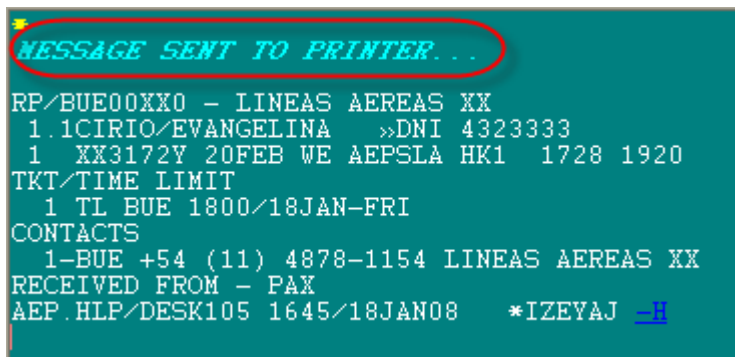 *
MESSAGE SENT TO PRINTER...
RP/BUE00XX0 - LINEAS AEREAS XX
1.1CIRIO/EVANGELINA »DNI 4323333
1 XX3172Y 20FEB WE AEPSLA HK1 1728 1920
TKT/TIME LIMIT
1 TL BUE 1800/18JAN-FRI
CONTACTS
1-BUE +54 (11) 4878-1154 LINEAS AEREAS XX
RECEIVED FROM - PAX
AEP.HLP/DESK105 1645/18JAN08 *IZEYAJ -H